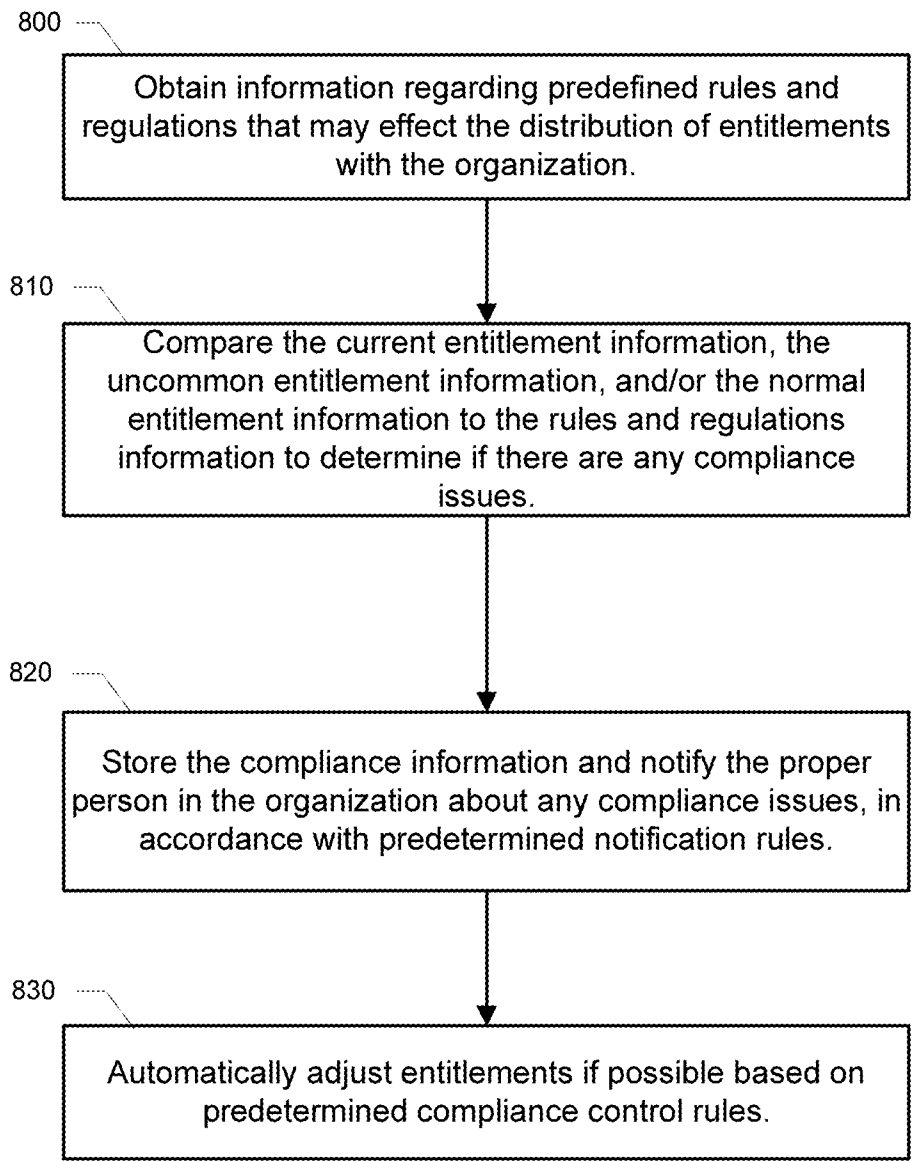 800
Obtain information regarding predefined rules and
regulations that may effect the distribution of entitlements
with the organization.
810
Compare the current entitlement information, the
uncommon entitlement information, and/or the normal
entitlement information to the rules and regulations
information to determine if there are any compliance
issues.
820
Store the compliance information and notify the proper
person in the organization about any compliance issues, in
accordance with predetermined notification rules.
830
Automatically adjust entitlements if possible based on
predetermined compliance control rules.